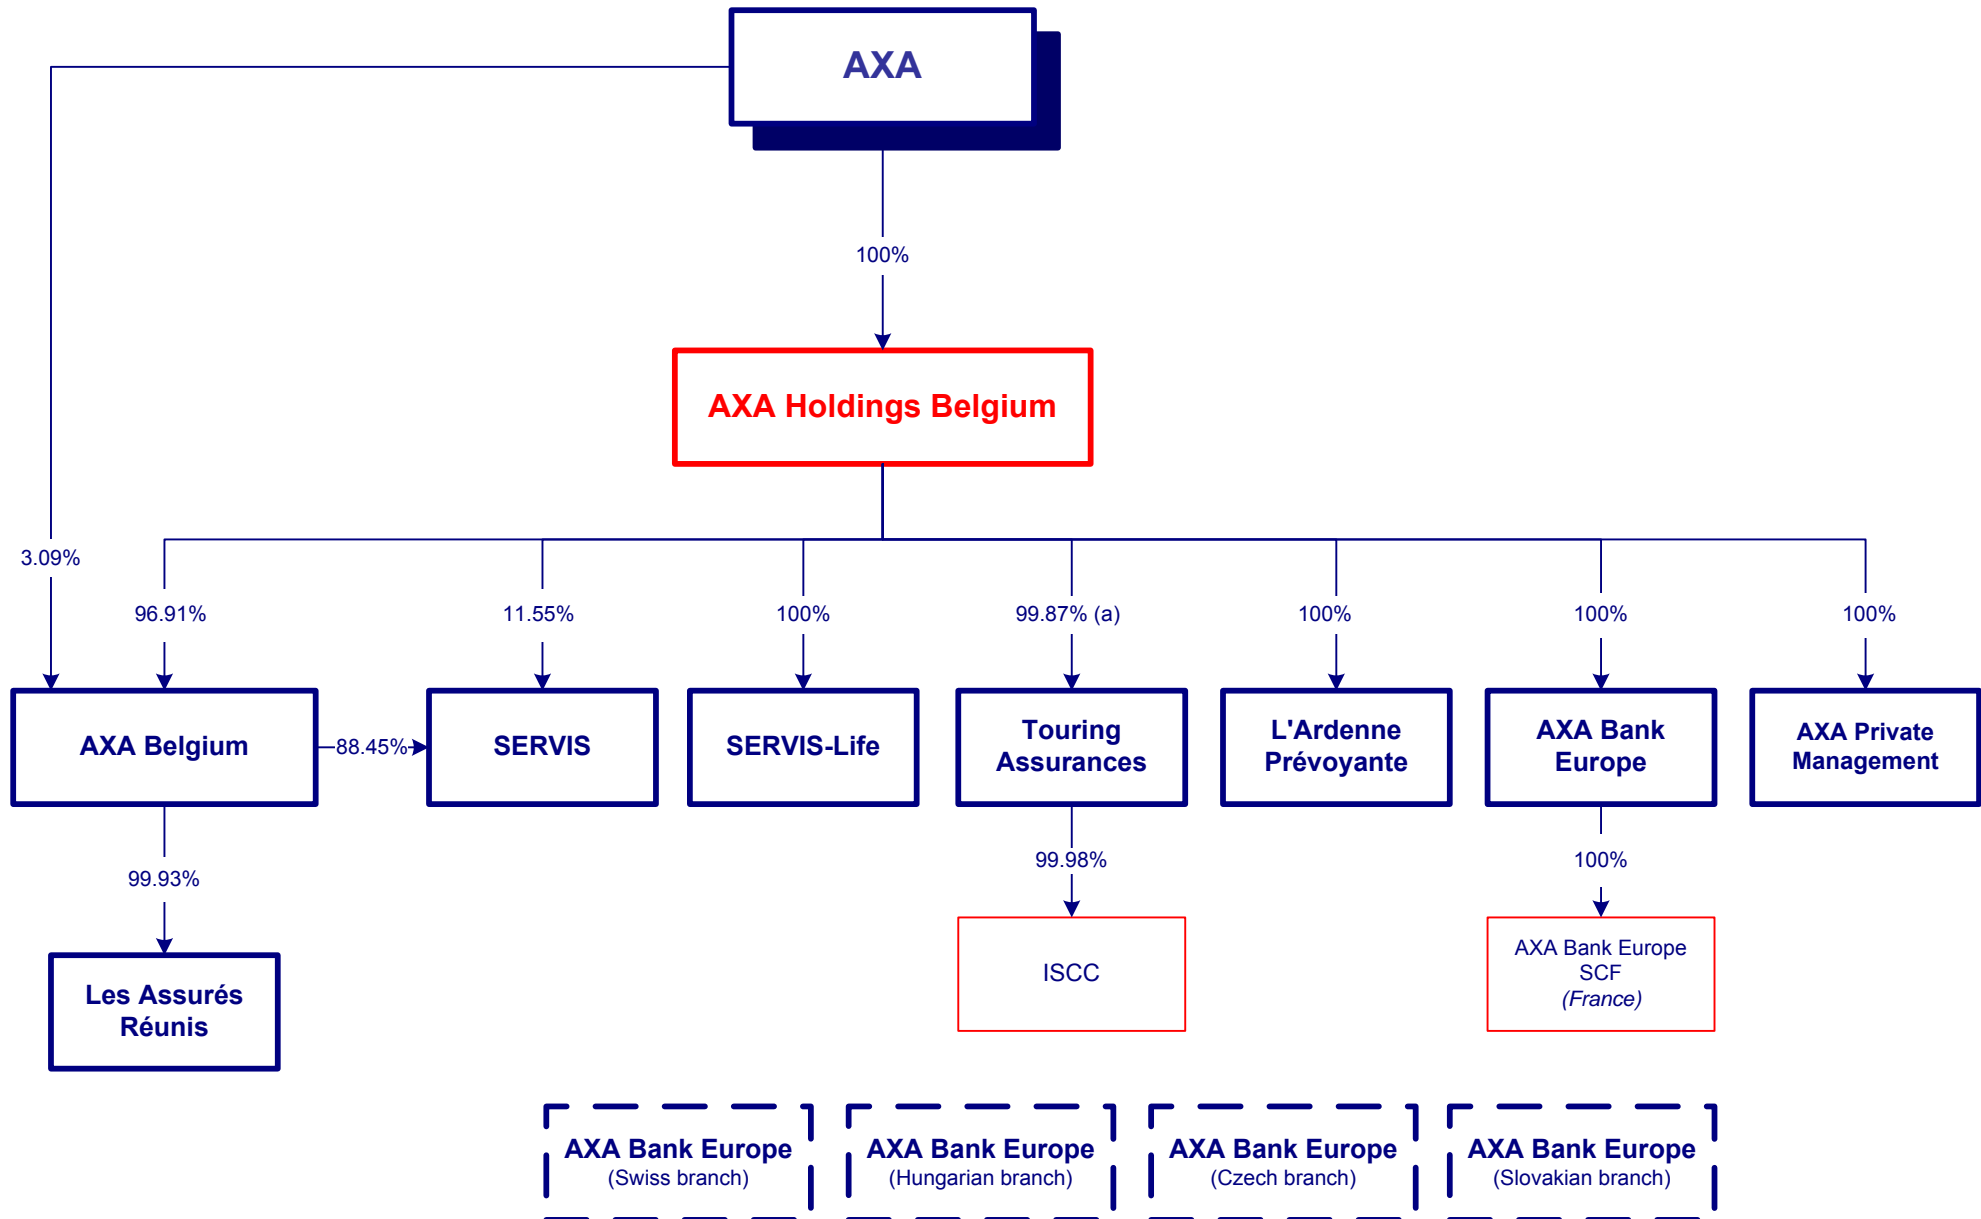 AXA
100%
AXA Holdings Belgium
3.09%
96.91%
11.55%
100%
99.87% (a)
100%
100%
100%
AXA Belgium
88.45%
SERVIS
SERVIS-Life
Touring
Assurances
L'Ardenne
Prévoyante
AXA Bank
Europe
AXA Private
Management
99.93%
99.98%
100%
Les Assurés
Réunis
ISCC
AXA Bank Europe
SCF
(France)
AXA Bank Europe
(Swiss branch)
AXA Bank Europe
(Hungarian branch)
AXA Bank Europe
(Czech branch)
AXA Bank Europe
(Slovakian branch)